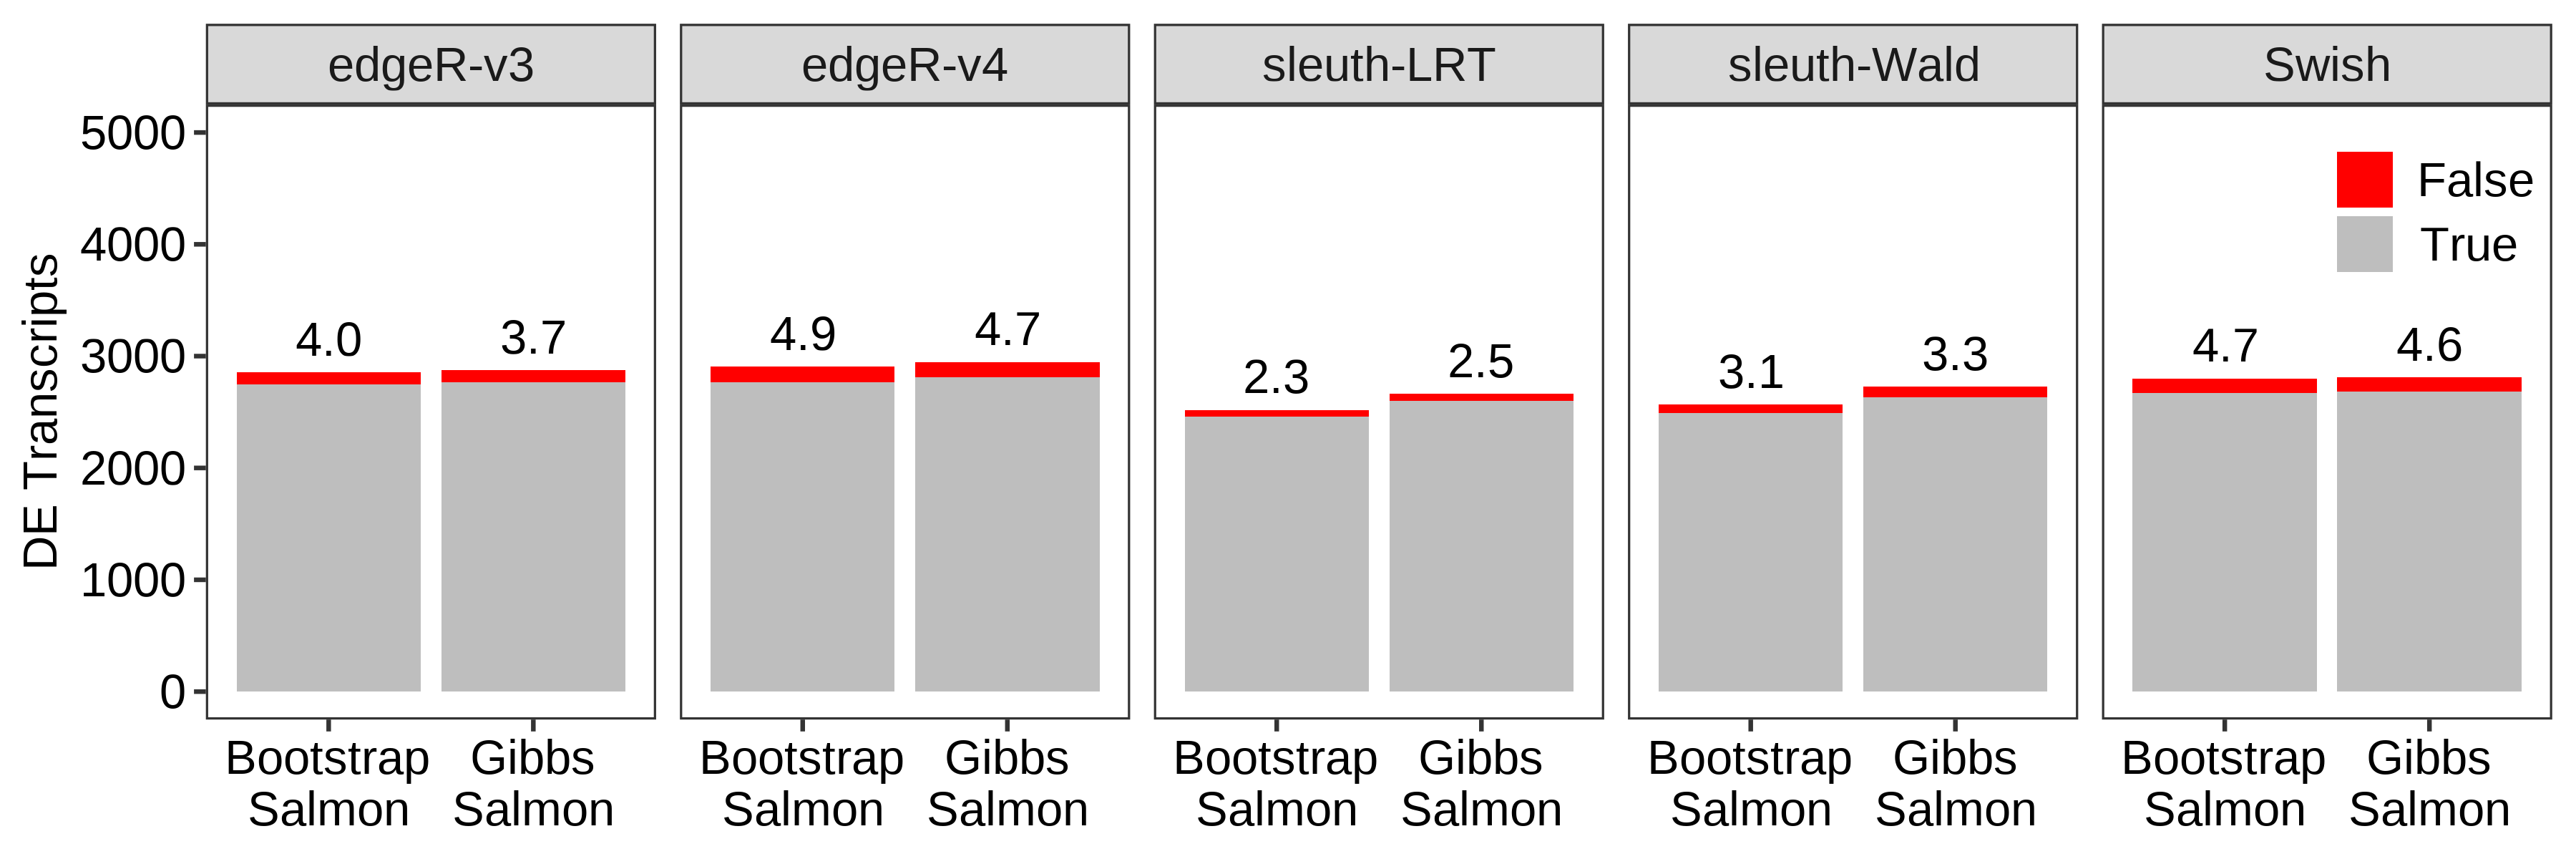 edgeR-v3
edgeR-v4
sleuth-LRT
sleuth-Wald
Swish
DE Transcripts
5000
4000
3000
2000
1000
0
4.0
3.7
4.9
4.7
2.3
2.5
3.1
3.3
4.7
4.6
False
True
Bootstrap
Salmon
Gibbs
Salmon
Bootstrap
Salmon
Gibbs
Salmon
Bootstrap
Salmon
Gibbs
Salmon
Bootstrap
Salmon
Gibbs
Salmon
Bootstrap
Salmon
Gibbs
Salmon